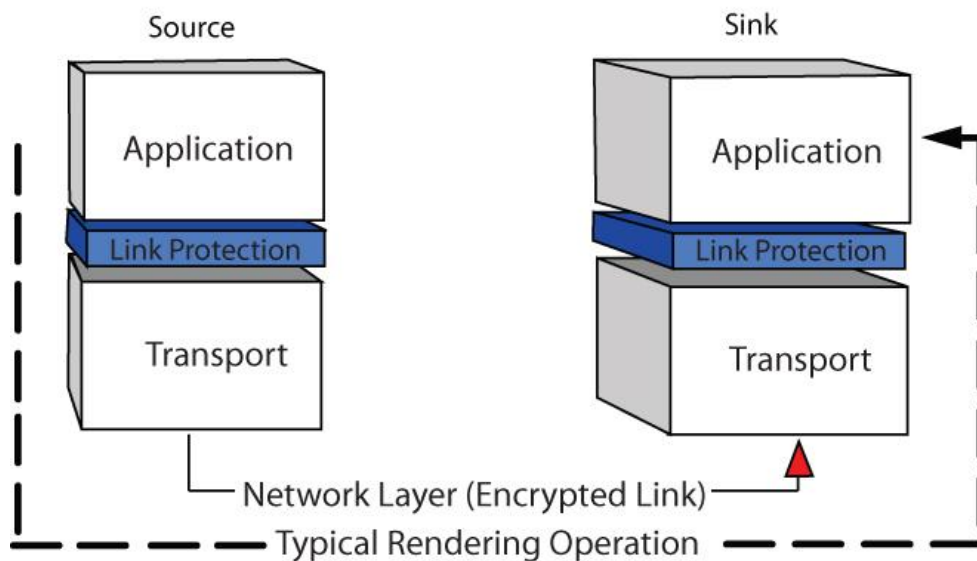 Source
Sink
Application
Application
Link Protection
Link Protection
Transport
Transport
Network Layer (Encrypted Link)
Typical Rendering Operation